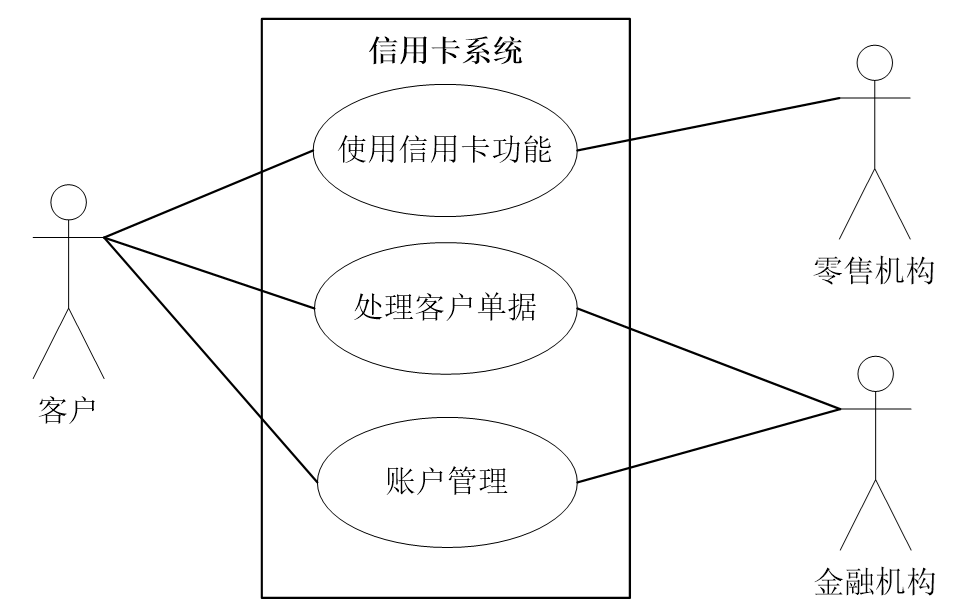 信用卡系统
使用信用卡功能
零售机构
处理客户单据
客户
账户管理
金融机构